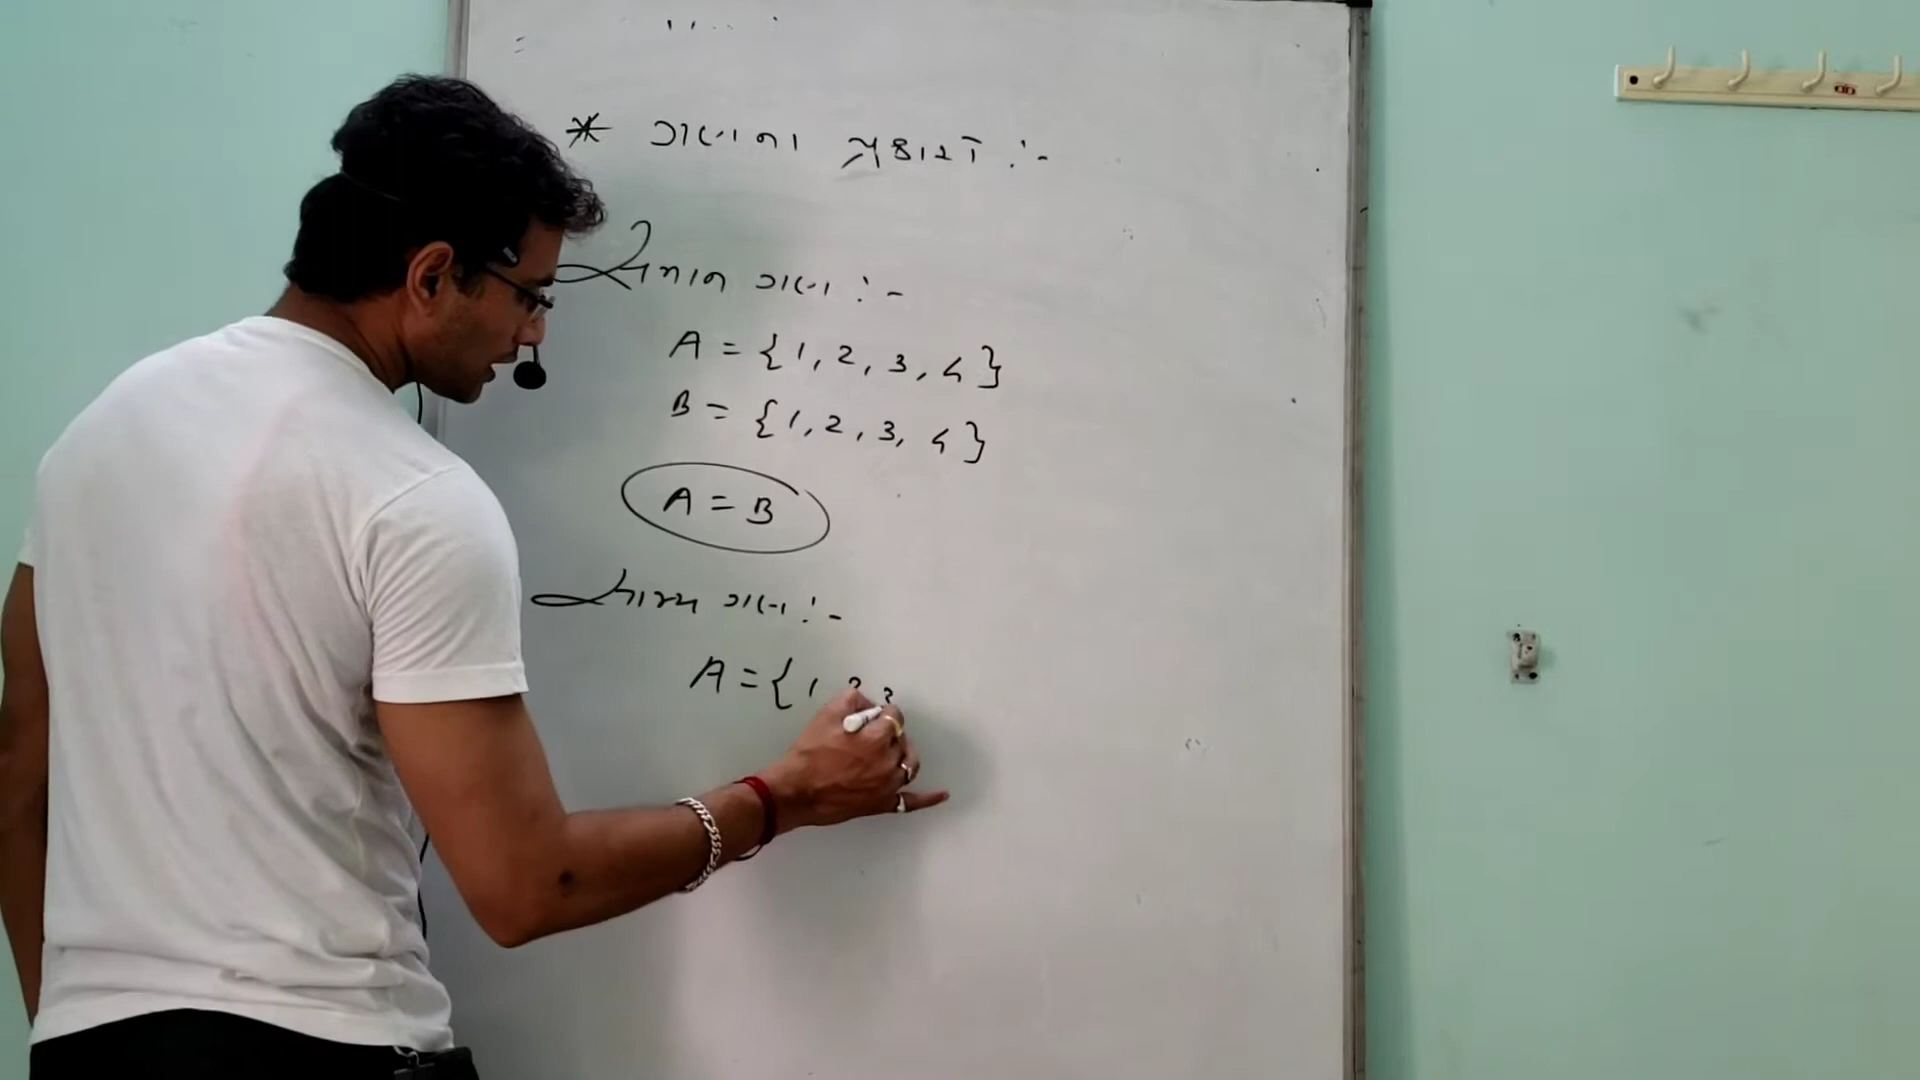 * ગણના પ્રકારો :-
સમાન ગણ :-
A = {1, 2, 3, 4}
B = {1, 2, 3, 4}
A = B
સામ્ય ગણ :-
A = {1, 2, 3